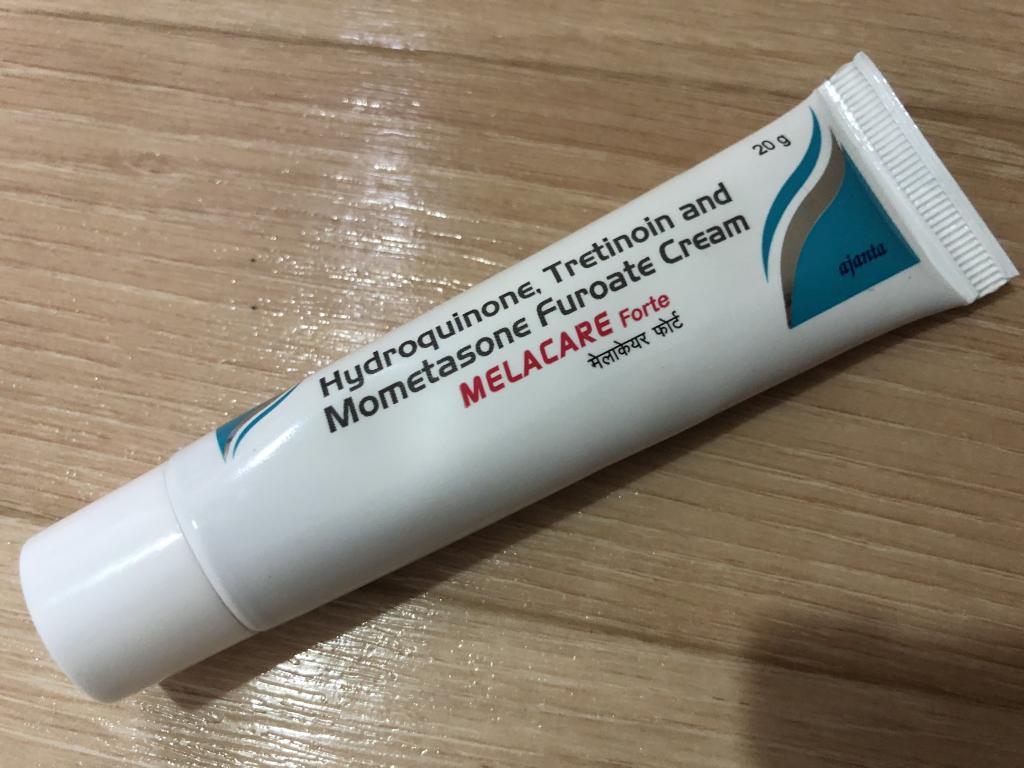 20 g
Hydroquinone, Tretinoin and
Mometasone Furoate Cream
MELACARE Forte
मेलाकेयर फोर्ट
ajanta